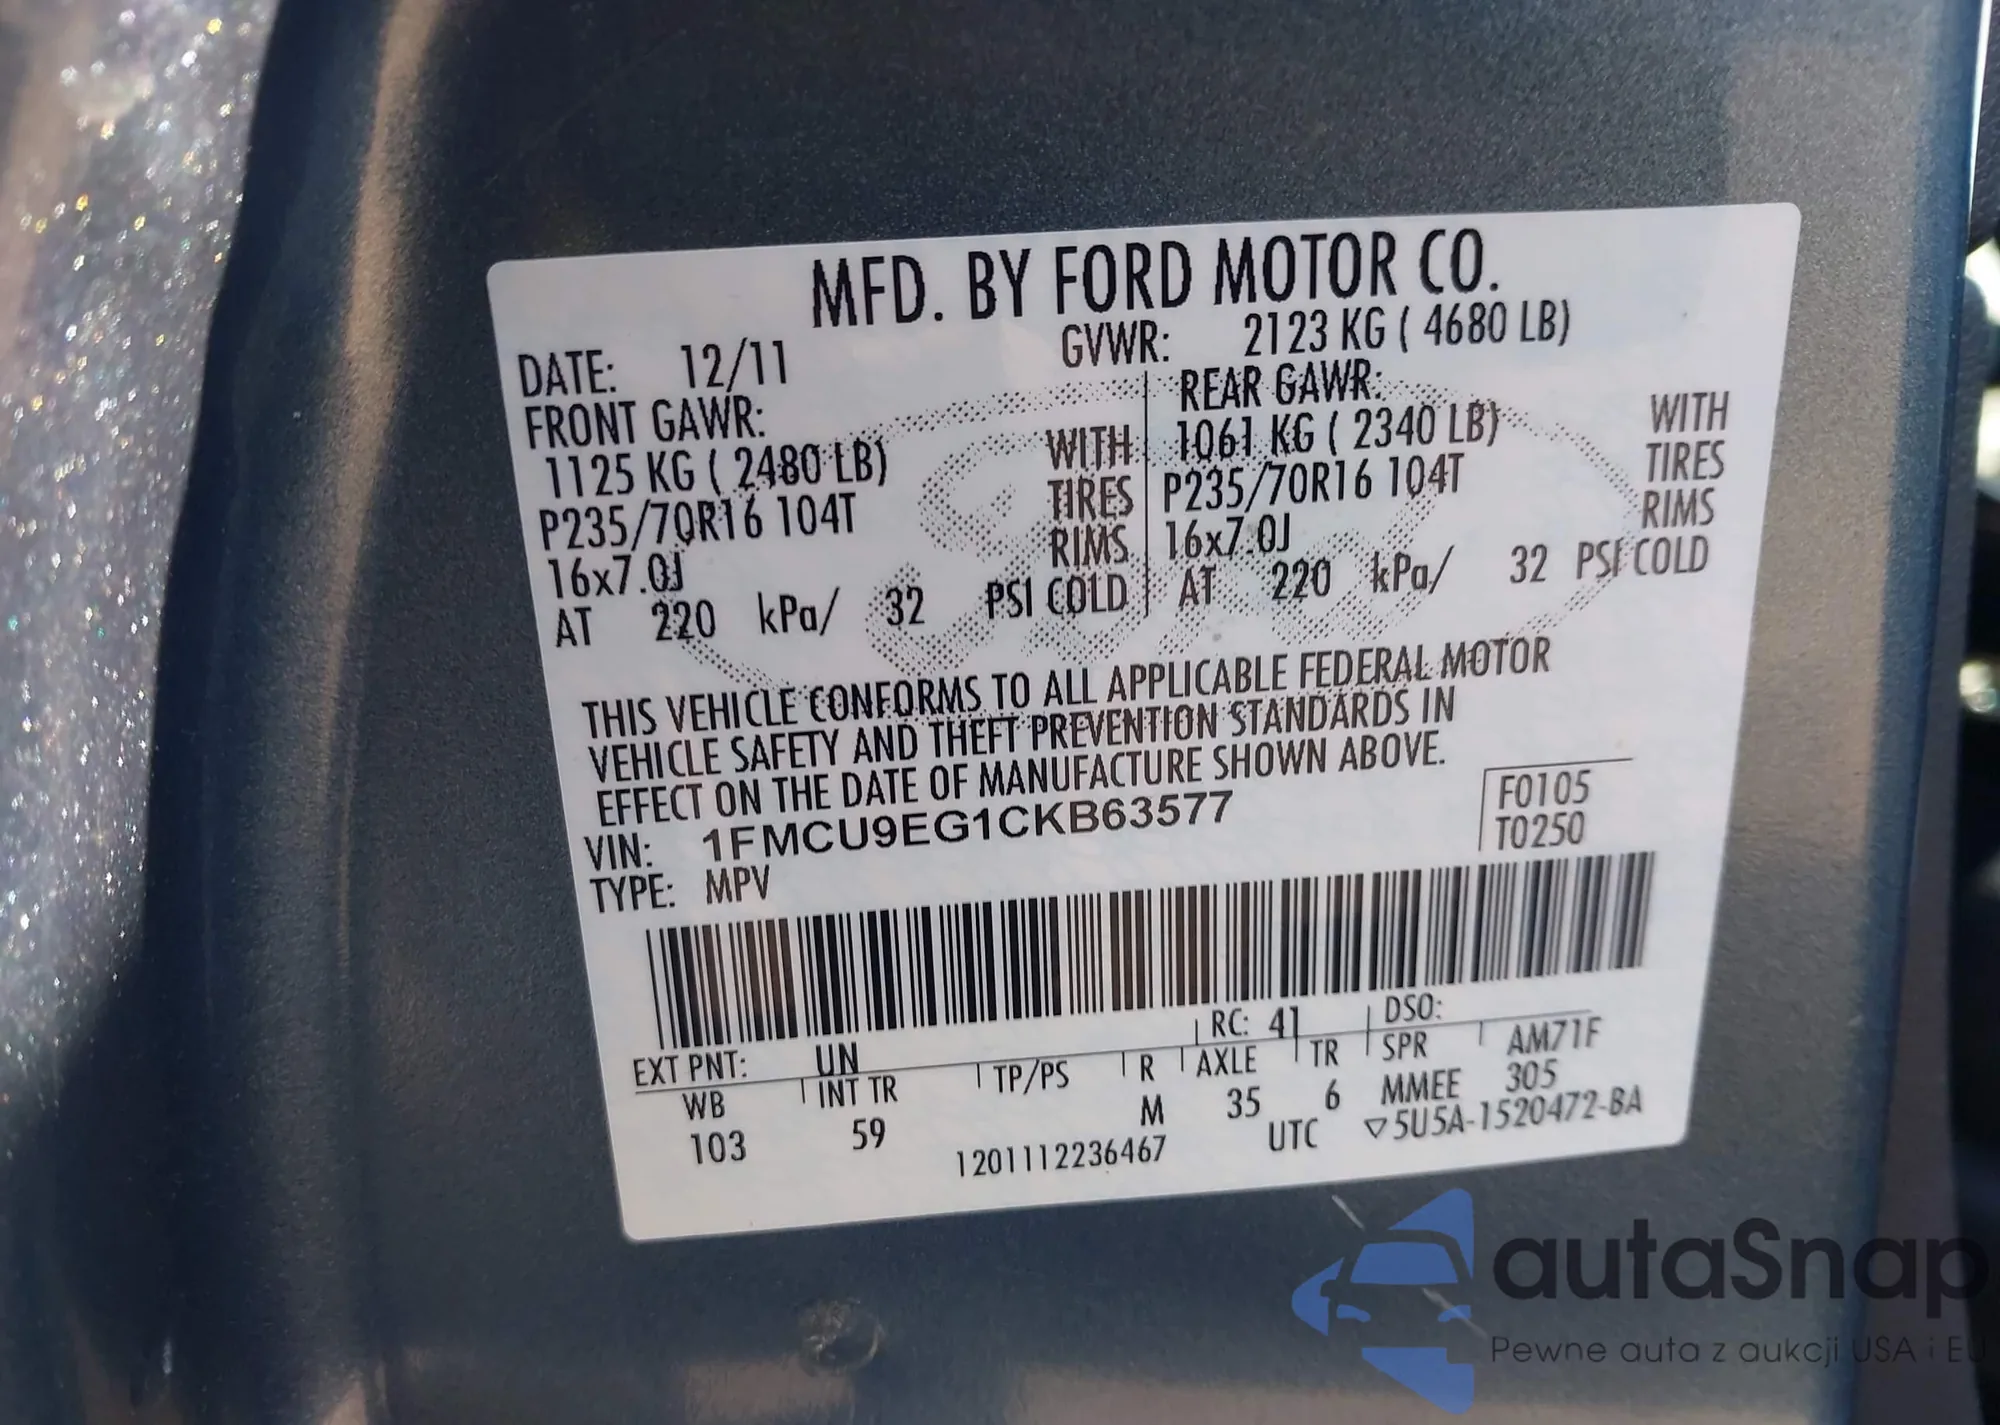 MFD. BY FORD MOTOR CO.
DATE: 12/11 GVWR: 2123 KG ( 4680 LB)
FRONT GAWR: REAR GAWR:
1125 KG ( 2480 LB) WITH 1061 KG ( 2340 LB) WITH
P235/70R16 104T TIRES P235/70R16 104T TIRES
16x7.0J RIMS 16x7.0J RIMS
AT 220 kPa/ 32 PSI COLD AT 220 kPa/ 32 PSI COLD
THIS VEHICLE CONFORMS TO ALL APPLICABLE FEDERAL MOTOR
VEHICLE SAFETY AND THEFT PREVENTION STANDARDS IN
EFFECT ON THE DATE OF MANUFACTURE SHOWN ABOVE.
VIN: 1FMCU9EG1CKB63577 F0105
TYPE: MPV T0250
EXT PNT: UN RC: 41 DSO:
WB INT TR TP/PS R AXLE TR SPR AM71F
103 59 M 35 6 MMEE 305
1201112236467 UTC ▽5U5A-1520472-BA
autaSnap
Pewne auta z aukcji USA i EU